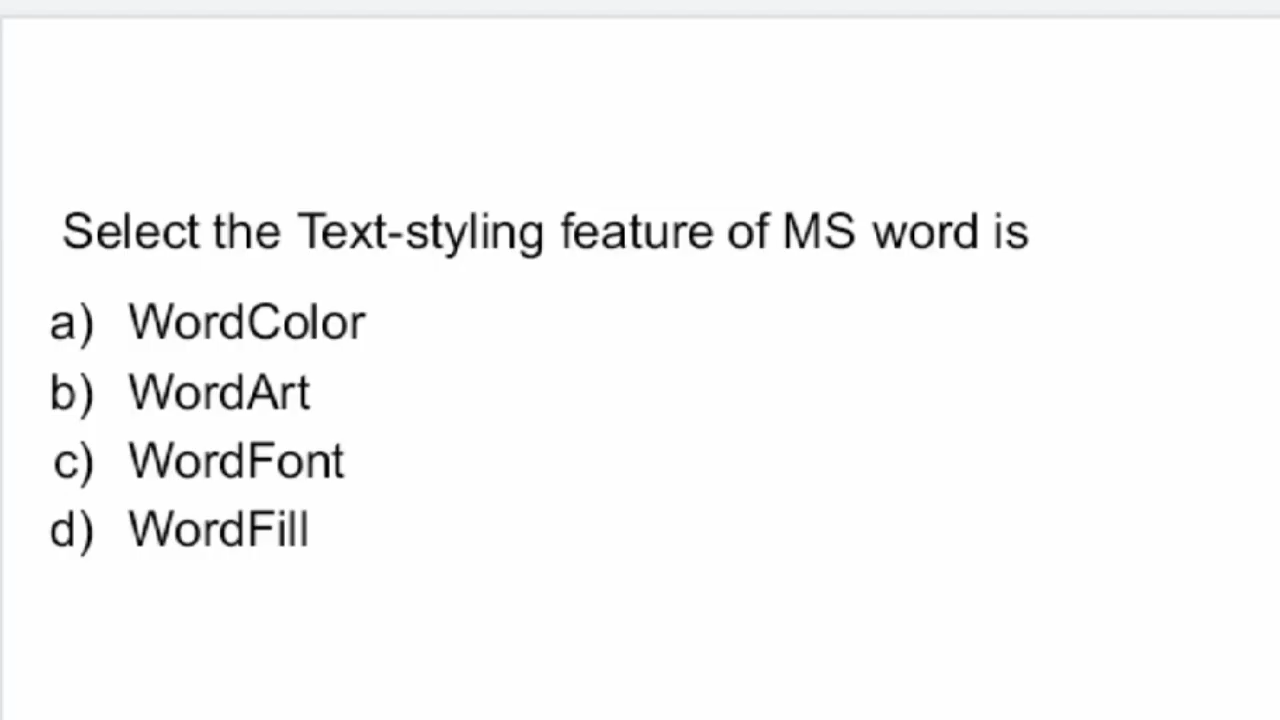 Select the Text-styling feature of MS word is
a) WordColor
b) WordArt
c) WordFont
d) WordFill